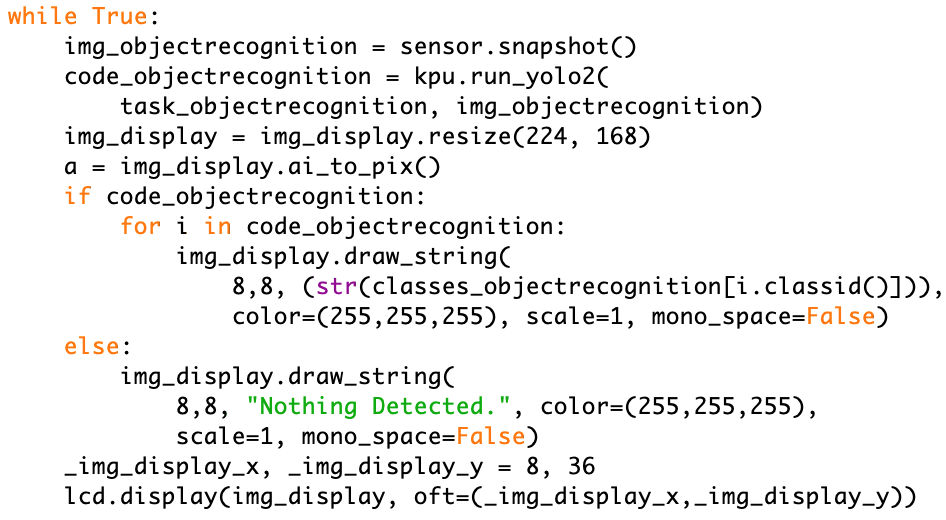 while True:
    img_objectrecognition = sensor.snapshot()
    code_objectrecognition = kpu.run_yolo2(
        task_objectrecognition, img_objectrecognition)
    img_display = img_display.resize(224, 168)
    a = img_display.ai_to_pix()
    if code_objectrecognition:
        for i in code_objectrecognition:
            img_display.draw_string(
                8,8, (str(classes_objectrecognition[i.classid()])),
                color=(255,255,255), scale=1, mono_space=False)
    else:
        img_display.draw_string(
            8,8, "Nothing Detected.", color=(255,255,255),
            scale=1, mono_space=False)
    _img_display_x, _img_display_y = 8, 36
    lcd.display(img_display, oft=(_img_display_x,_img_display_y))